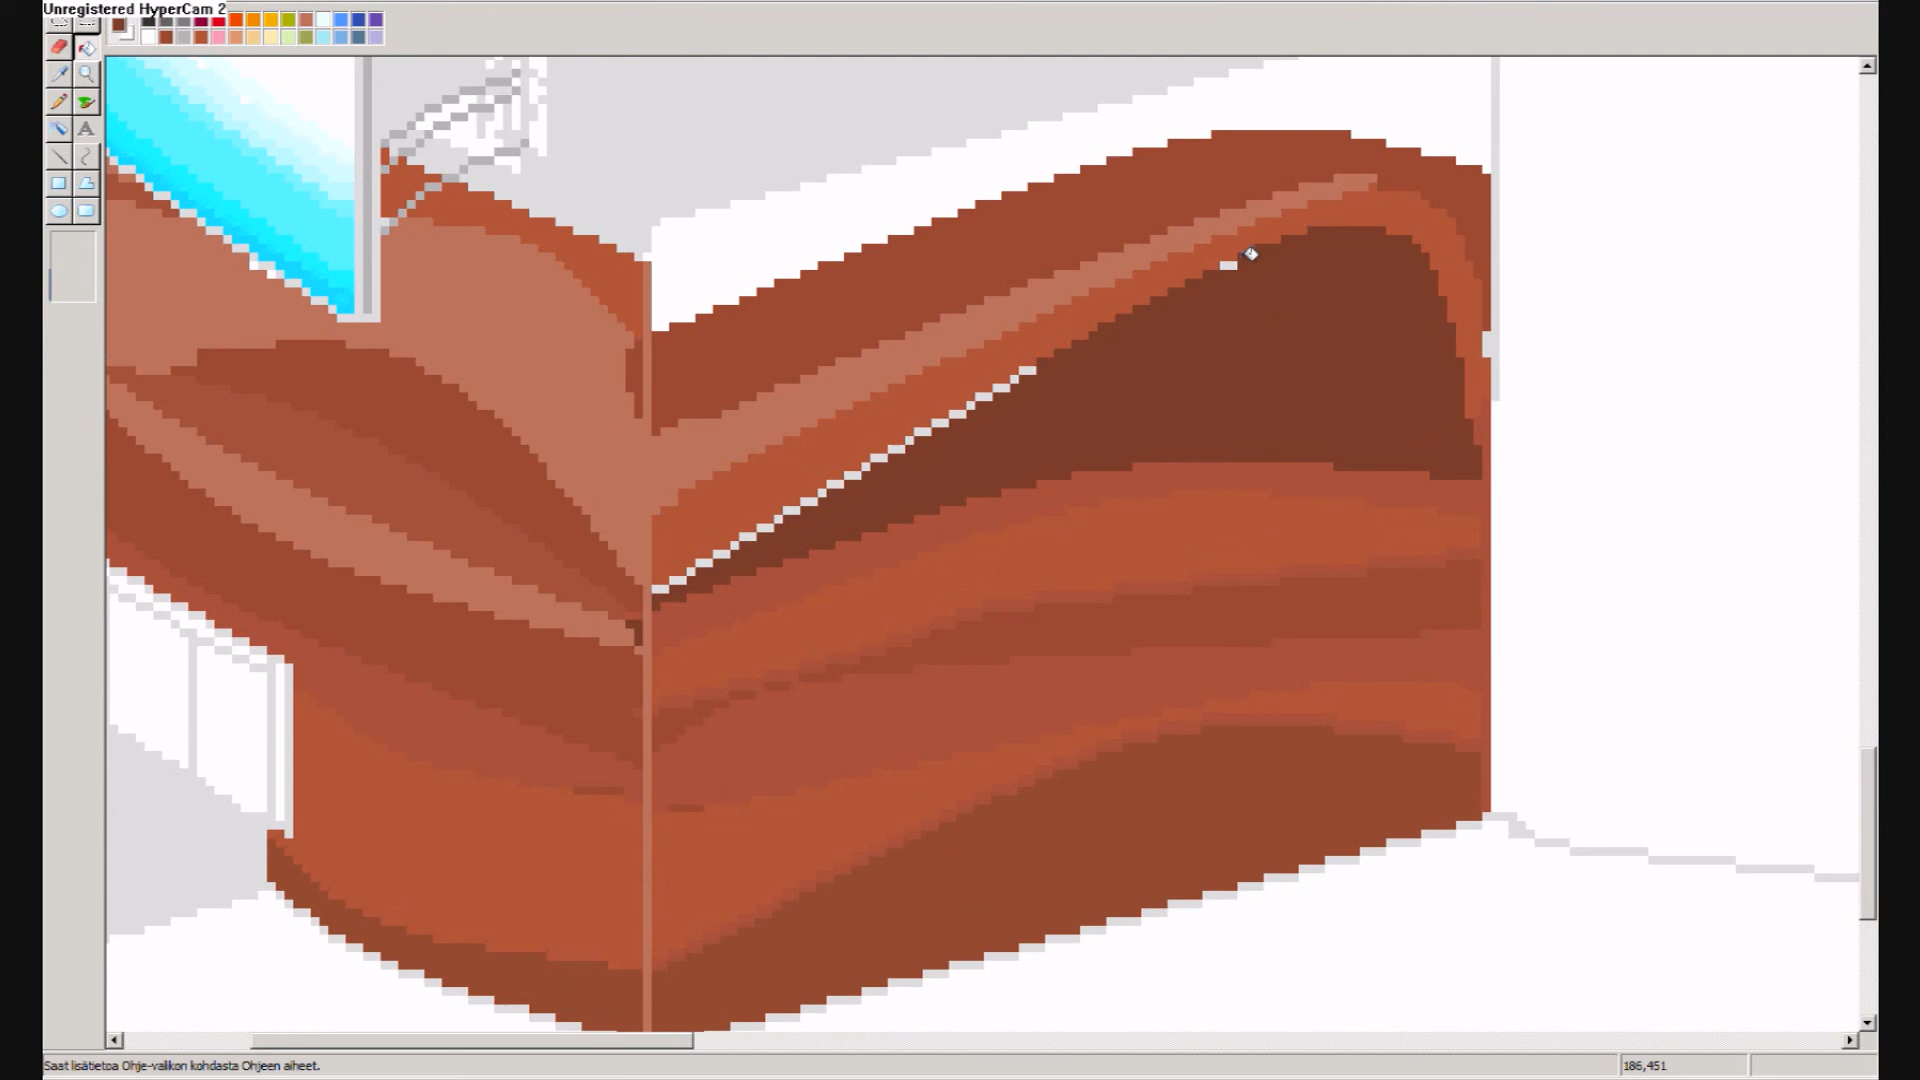 Unregistered HyperCam 2
A
Saat lisätietoa Ohje-valikon kohdasta Ohjeen aiheet.
186,451